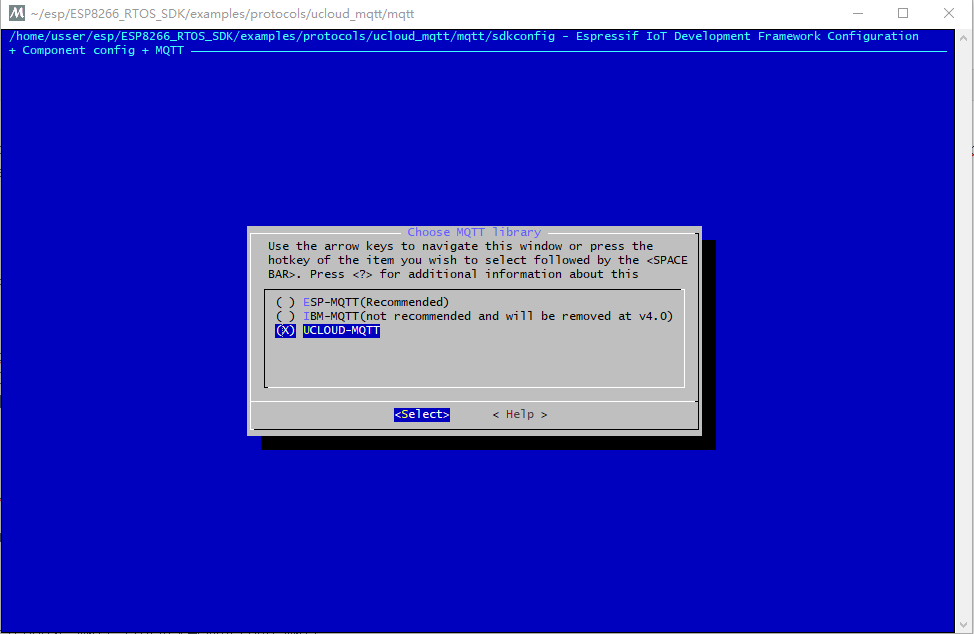 ~/esp/ESP8266_RTOS_SDK/examples/protocols/ucloud_mqtt/mqtt
/home/usser/esp/ESP8266_RTOS_SDK/examples/protocols/ucloud_mqtt/mqtt/sdkconfig - Espressif IoT Development Framework Configuration
+ Component config + MQTT
Choose MQTT library
Use the arrow keys to navigate this window or press the
hotkey of the item you wish to select followed by the <SPACE
BAR>. Press <?> for additional information about this
( ) ESP-MQTT(Recommended)
( ) IBM-MQTT(not recommended and will be removed at v4.0)
(X) UCLOUD-MQTT
<Select> < Help >